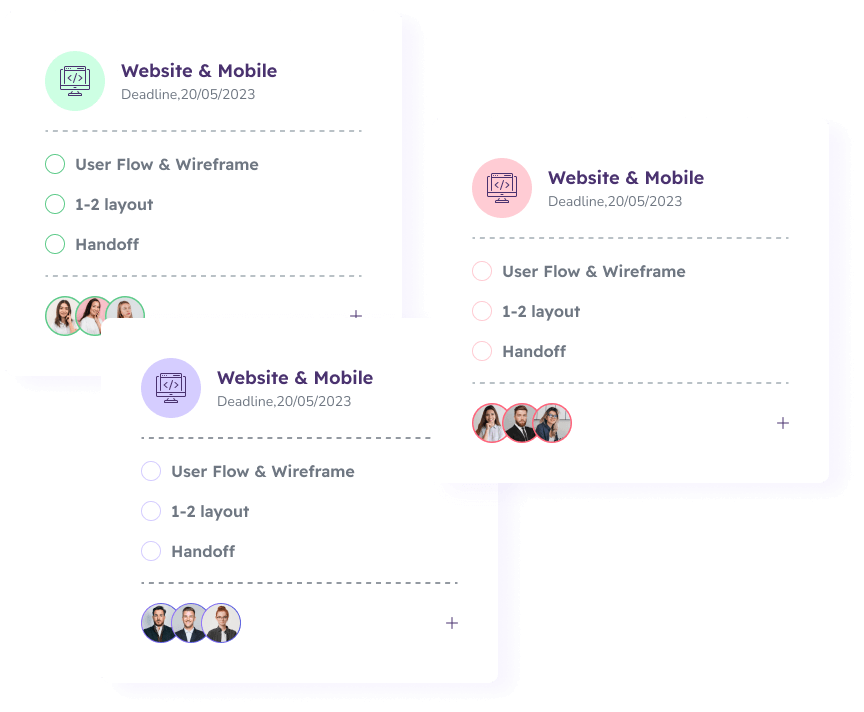 Website & Mobile
Deadline,20/05/2023
User Flow & Wireframe
1-2 layout
Handoff
Website & Mobile
Deadline,20/05/2023
User Flow & Wireframe
1-2 layout
Handoff
Website & Mobile
Deadline,20/05/2023
User Flow & Wireframe
1-2 layout
Handoff